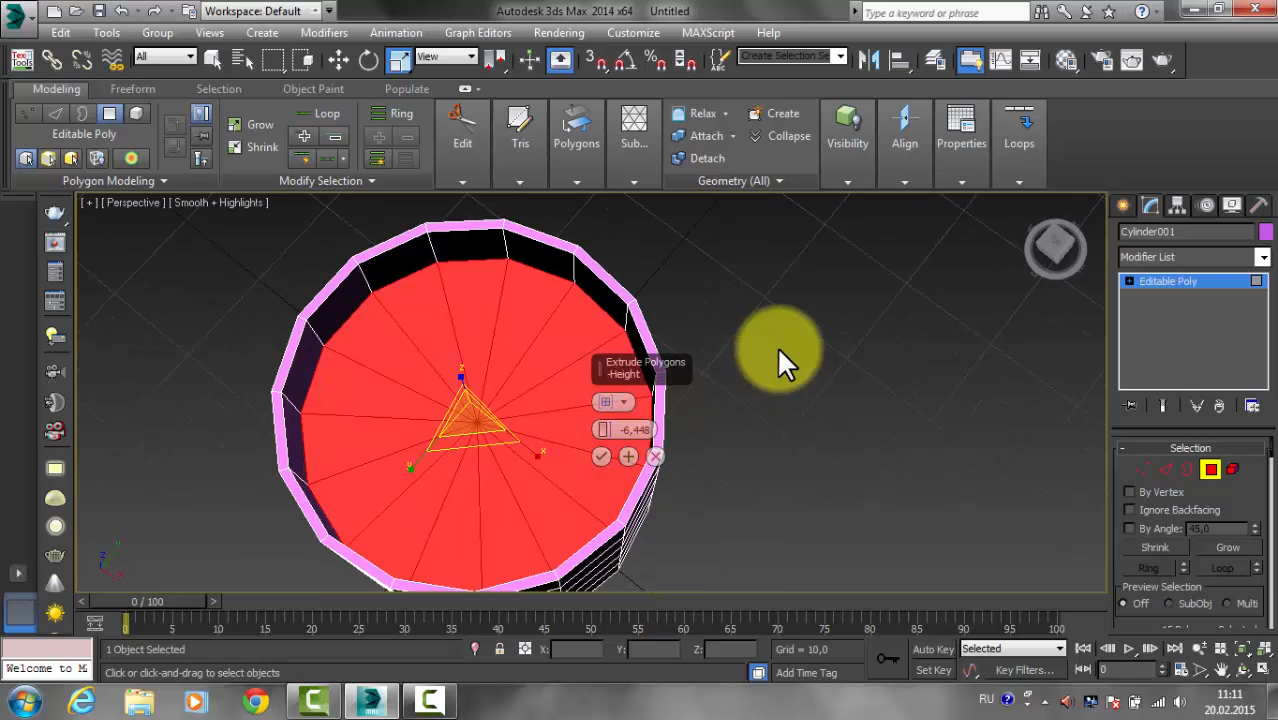 Workspace: Default
Autodesk 3ds Max 2014 x64
Untitled
Type a keyword or phrase
Edit Tools Group Views Create Modifiers Animation Graph Editors Rendering Customize MAXScript Help
All
View
3
Create Selection Se
Modeling Freeform Selection Object Paint Populate
Editable Poly
Polygon Modeling
Grow
Shrink
Loop
Ring
Modify Selection
Edit
Tris
Polygons
Sub...
Relax
Attach
Detach
Create
Collapse
Geometry (All)
Visibility
Align
Properties
Loops
[ + ] [ Perspective ] [ Smooth + Highlights ]
Extrude Polygons
-Height
-6,448
z
x
y
Cylinder001
Modifier List
Editable Poly
Selection
By Vertex
Ignore Backfacing
By Angle: 45,0
Shrink Grow
Ring Loop
Preview Selection
Off SubObj Multi
0 / 100
0 5 10 15 20 25 30 35 40 45 50 55 60 65 70 75 80 85 90 95 100
1 Object Selected
X: Y: Z:
Grid = 10,0
Auto Key
Selected
Welcome to M
Click or click-and-drag to select objects
Add Time Tag
Set Key
Key Filters...
0
MAX
RU
11:11
20.02.2015